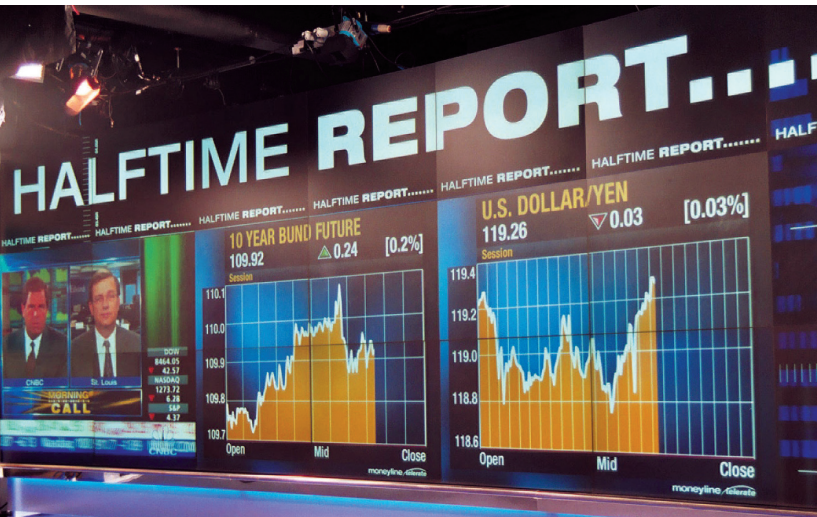 HALFTIME REPORT....
HALF
HALFTIME REPORT.......
HALFTIME REPORT.......
HALFTIME REPORT.......
HALFTIME REPORT.......
HALFTIME REPORT.......
HALFTIME REPORT.......
10 YEAR BUND FUTURE
109.92
0.24
[0.2%]
Session
110.1
110.0
109.9
109.8
109.7
Open
Mid
Close
moneyline telerate
U.S. DOLLAR/YEN
119.26
0.03
[0.03%]
Session
119.4
119.2
119.0
118.8
118.6
Open
Mid
Close
moneyline telerate
CNBC
St. Louis
MORNING
CALL
DOW
8464.05
42.57
NASDAQ
1273.72
6.28
S&P
4.37
CNBC